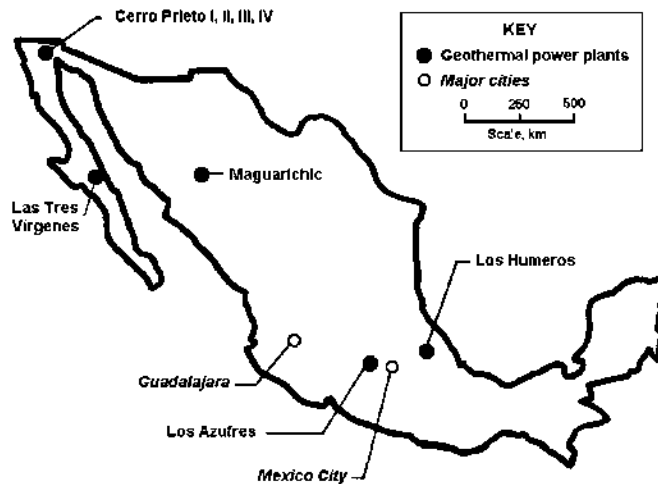 Cerro Prieto I, II, III, IV
KEY
Geothermal power plants
Major cities
0 250 500
Scale, km
Maguarichic
Las Tres
Virgenes
Los Humeros
Guadalajara
Los Azufres
Mexico City